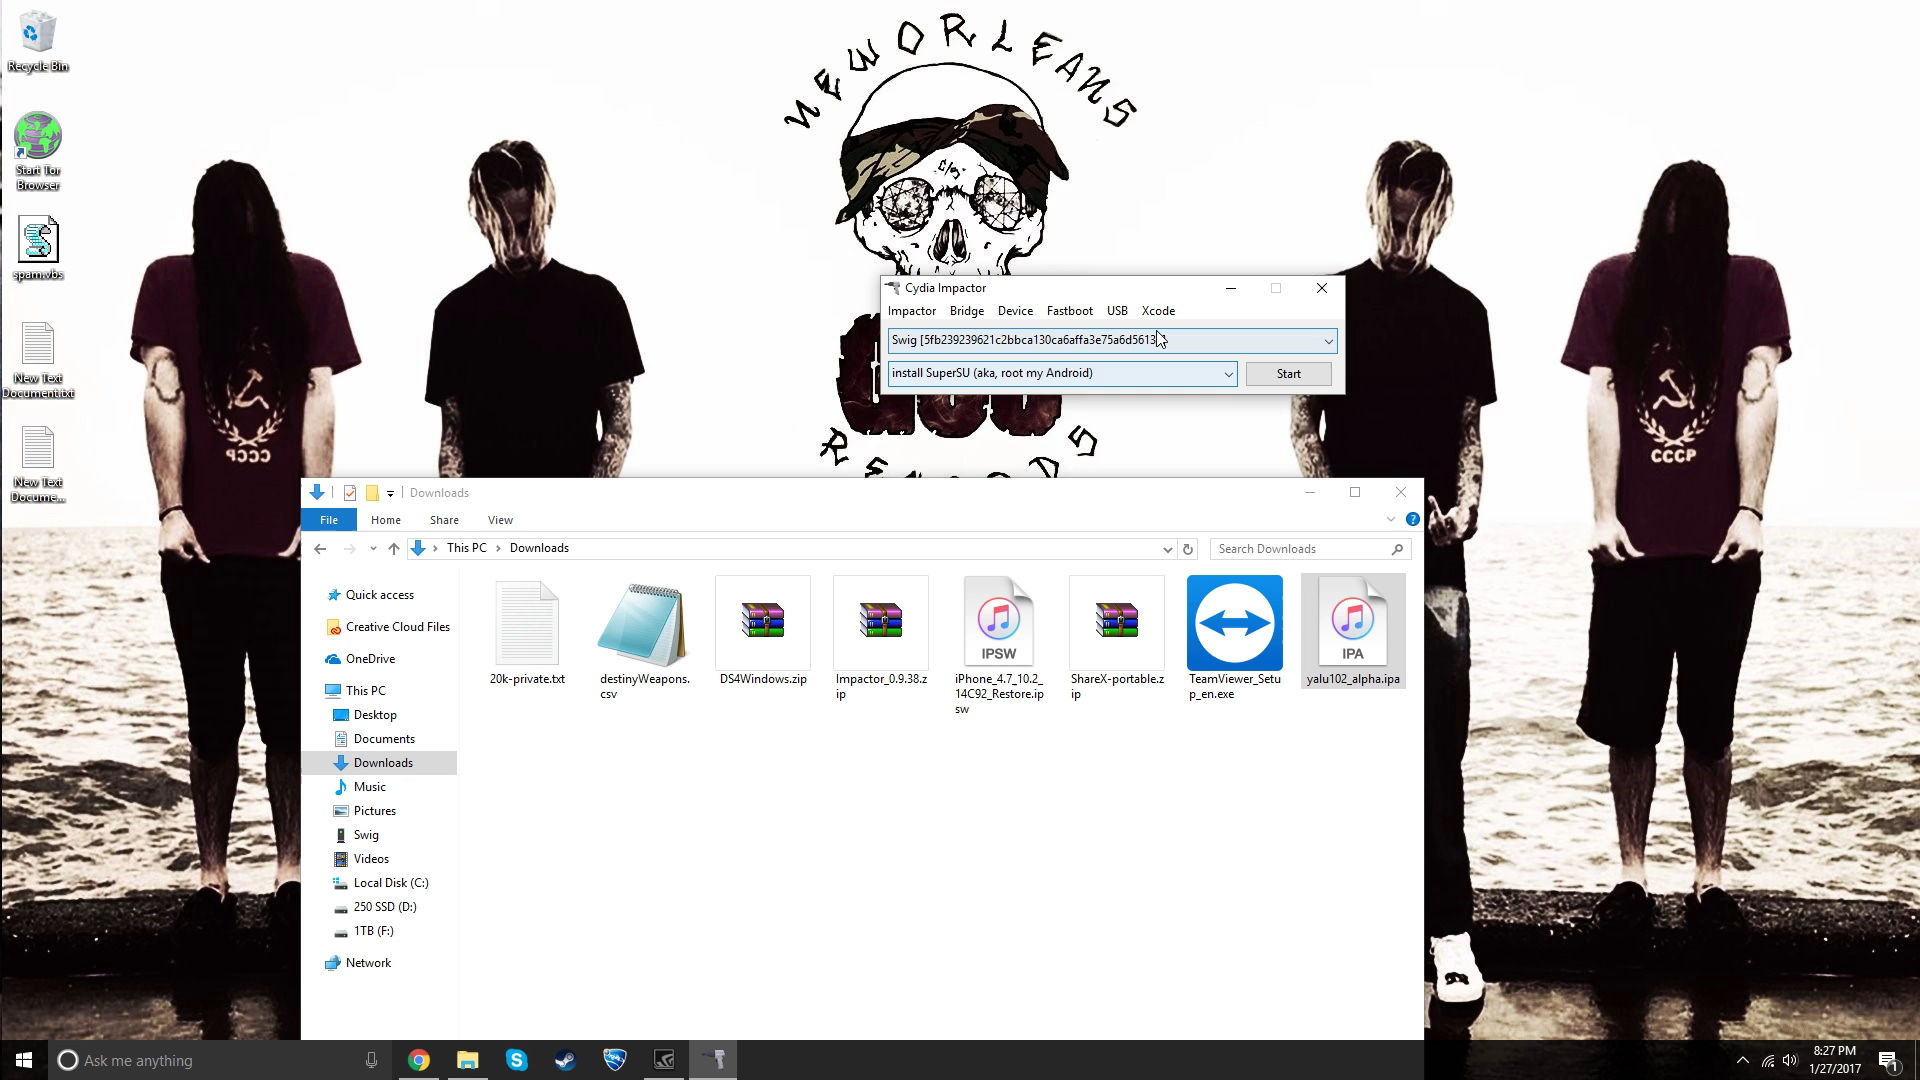 Recycle Bin
Start Tor
Browser
spam.vbs
New Text
Document.txt
New Text
Docume...
NEWORLEANS
C/S
CCCP
CCCP
Cydia Impactor
Impactor Bridge Device Fastboot USB Xcode
Swig [5fb239239621c2bbca130ca6affa3e75a6d5613
install SuperSU (aka, root my Android)
Start
Downloads
File Home Share View
This PC Downloads
Search Downloads
Quick access
Creative Cloud Files
OneDrive
This PC
Desktop
Documents
Downloads
Music
Pictures
Swig
Videos
Local Disk (C:)
250 SSD (D:)
1TB (F:)
Network
20k-private.txt
destinyWeapons.
csv
DS4Windows.zip
Impactor_0.9.38.z
ip
IPSW
iPhone_4.7_10.2_
14C92_Restore.ip
sw
ShareX-portable.z
ip
TeamViewer_Setu
p_en.exe
IPA
yalu102_alpha.ipa
Ask me anything
8:27 PM
1/27/2017
1